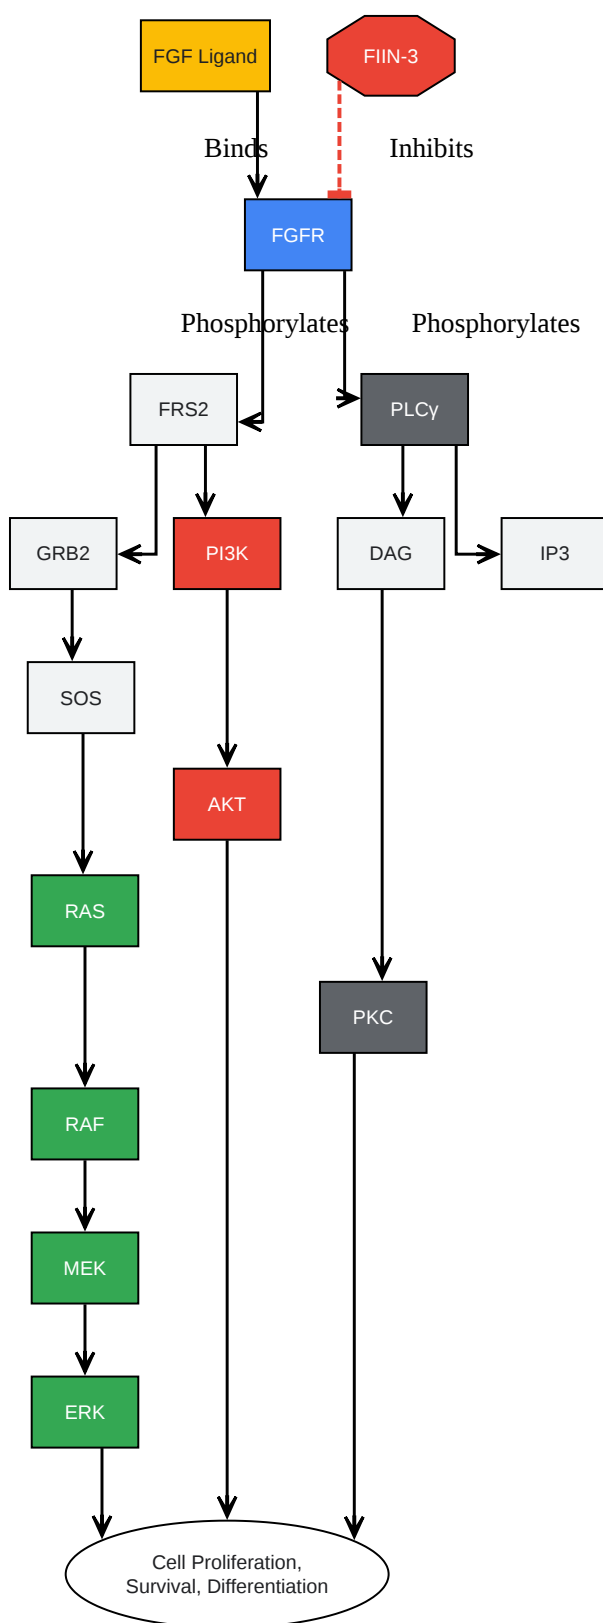 FGF Ligand
FIIN-3
Binds
Inhibits
FGFR
Phosphorylates
Phosphorylates
FRS2
PLCγ
GRB2
PI3K
DAG
IP3
SOS
AKT
RAS
PKC
RAF
MEK
ERK
Cell Proliferation,
Survival, Differentiation